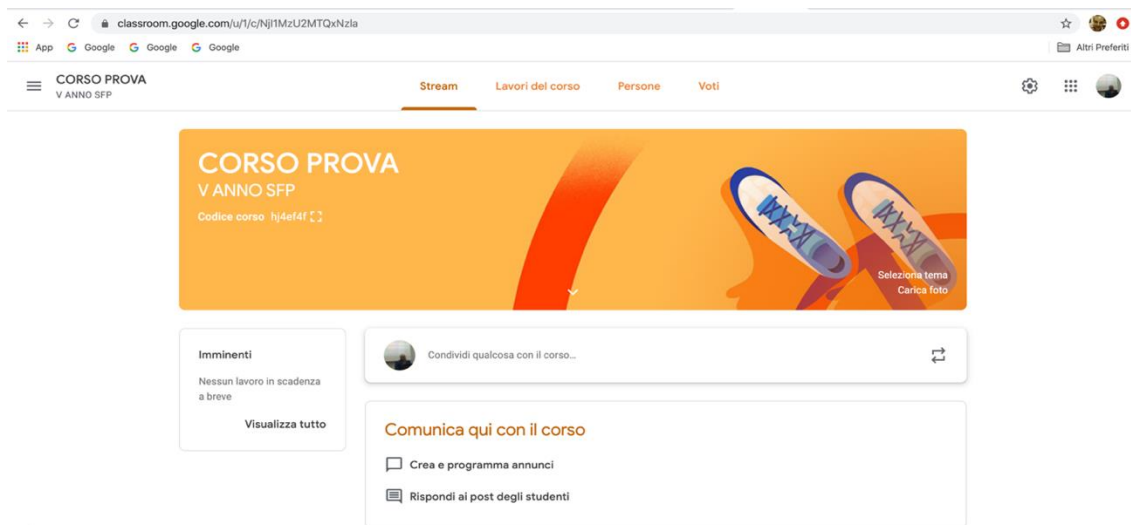 classroom.google.com/u/1/c/NjI1MzU2MTQxNzIa
App Google Google Google Altri Preferiti
CORSO PROVA
V ANNO SFP
Stream Lavori del corso Persone Voti
CORSO PROVA
V ANNO SFP
Codice corso hj4ef4f
Seleziona tema
Carica foto
Imminenti
Nessun lavoro in scadenza
a breve
Visualizza tutto
Condividi qualcosa con il corso...
Comunica qui con il corso
Crea e programma annunci
Rispondi ai post degli studenti